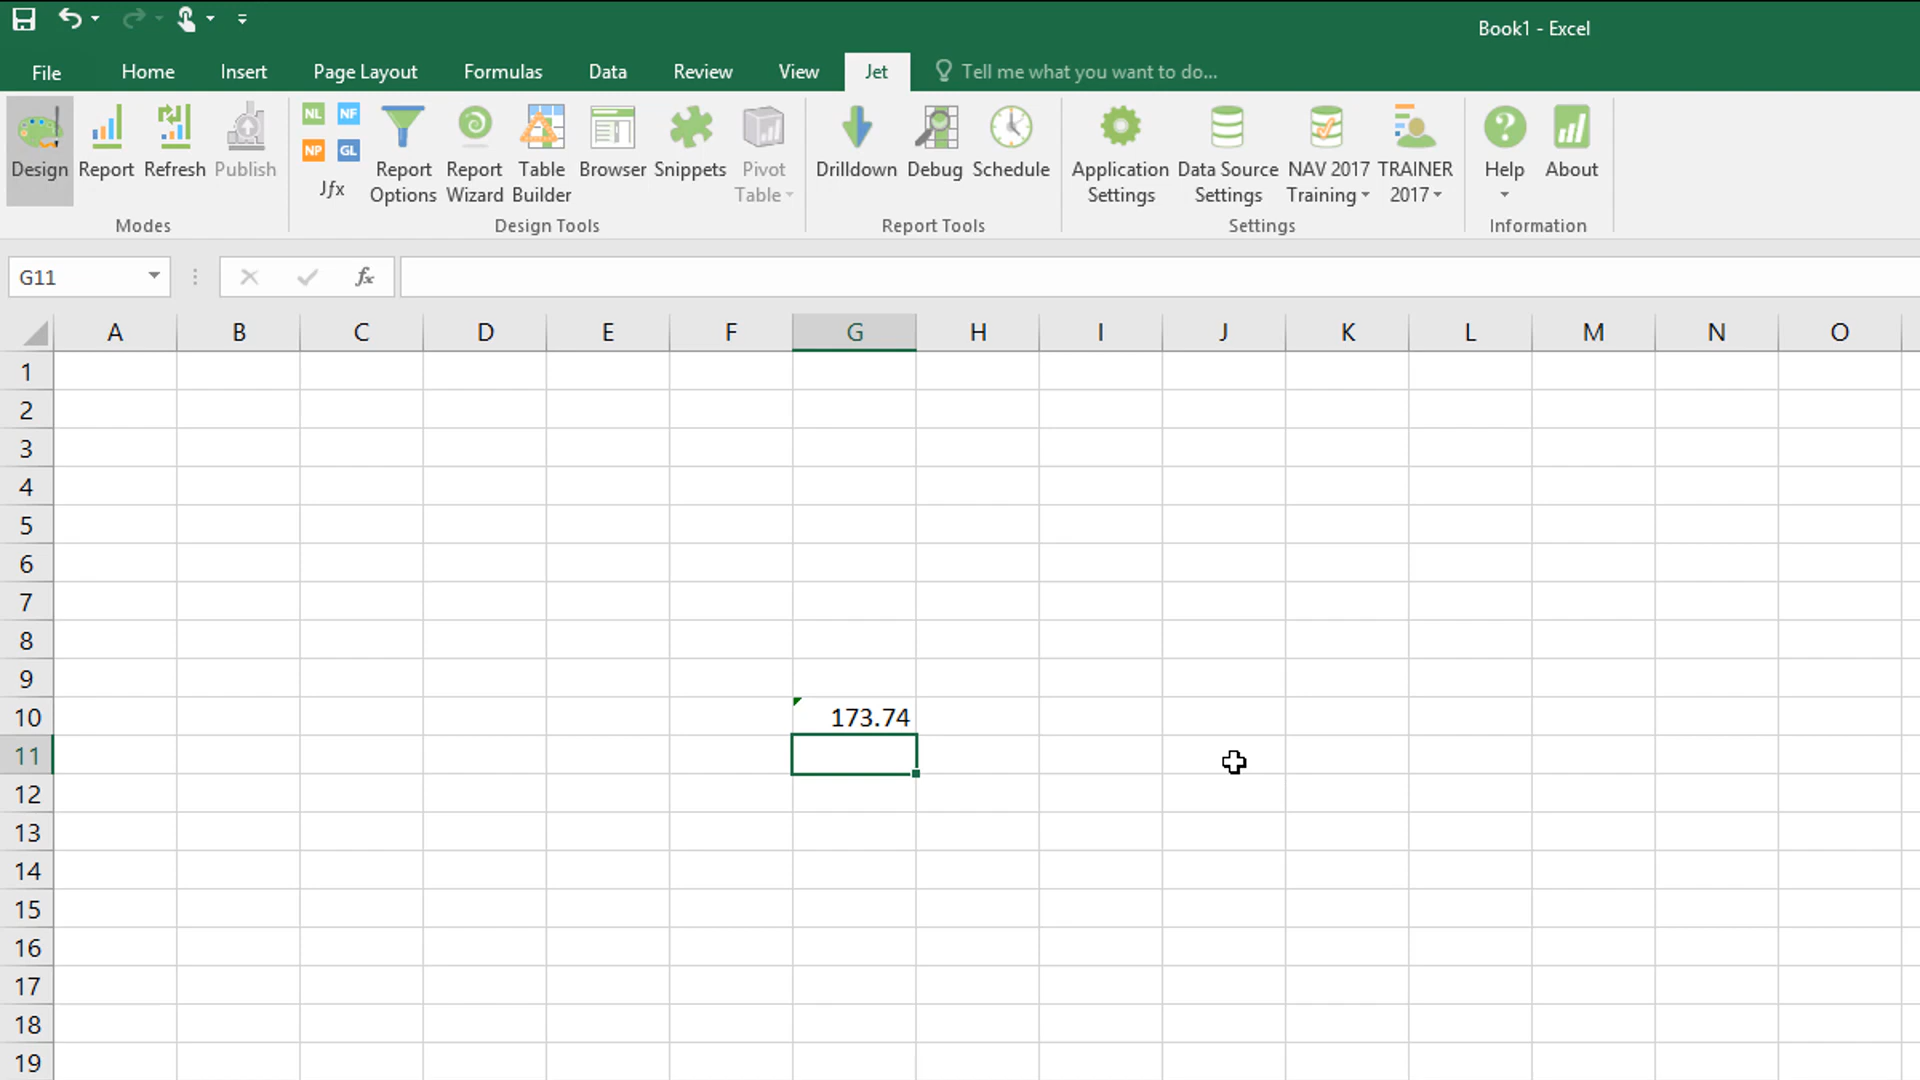 Book1 - Excel
File Home Insert Page Layout Formulas Data Review View Jet Tell me what you want to do...
NL NF
NP GL
Jfx
Design Report Refresh Publish Report Options Report Wizard Table Builder Browser Snippets Pivot Table Drilldown Debug Schedule Application Settings Data Source Settings NAV 2017 Training TRAINER 2017 Help About
Modes Design Tools Report Tools Settings Information
G11 fx
A B C D E F G H I J K L M N O
1
2
3
4
5
6
7
8
9
10 173.74
11
12
13
14
15
16
17
18
19